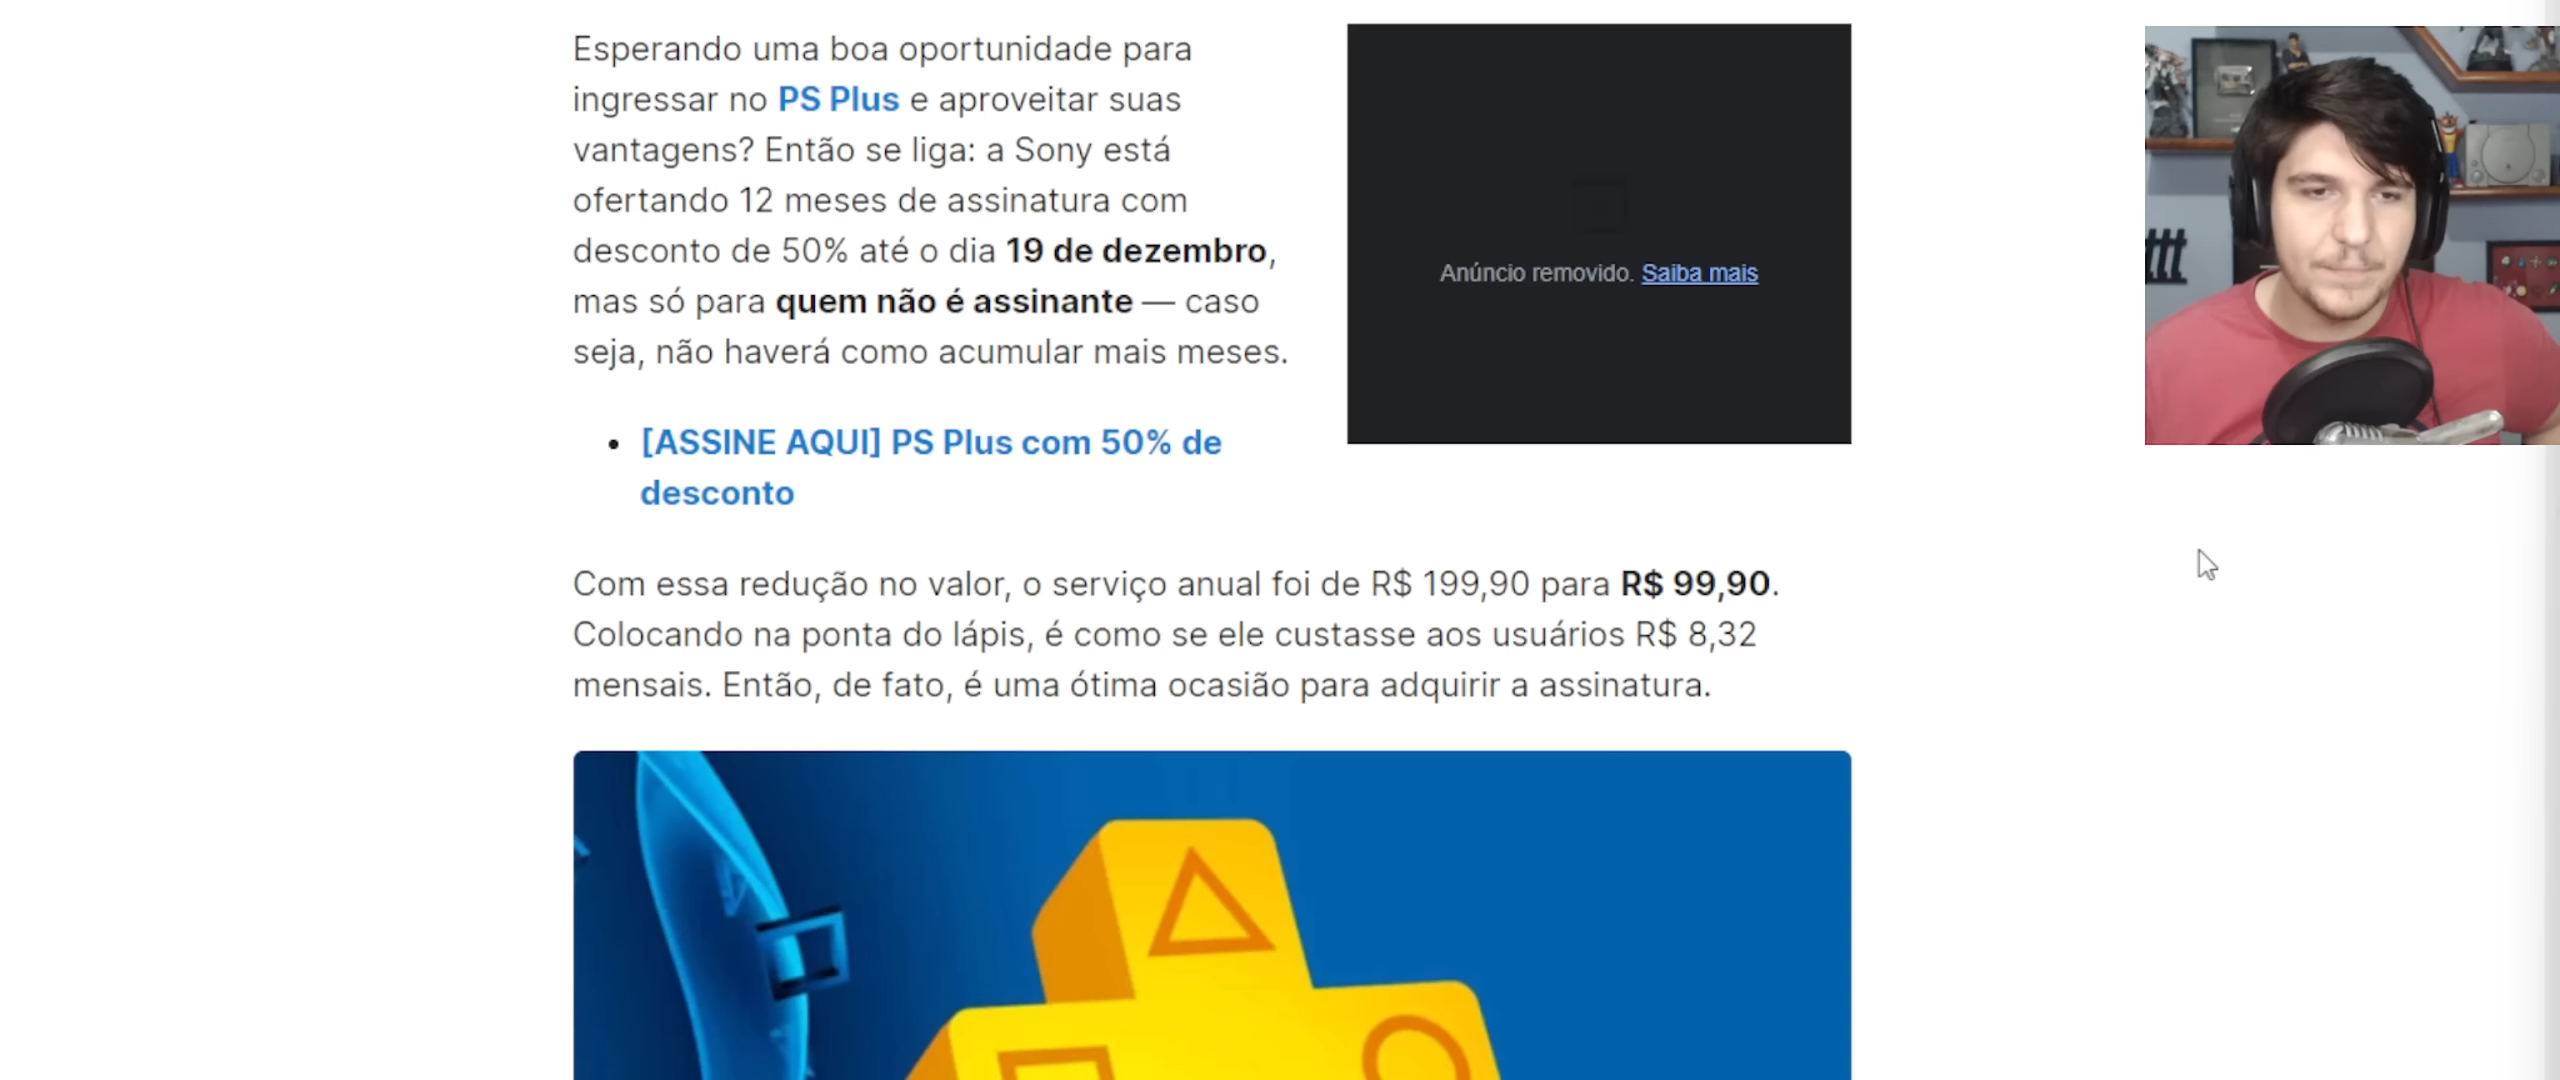 Esperando uma boa oportunidade para
ingressar no PS Plus e aproveitar suas
vantagens? Então se liga: a Sony está
ofertando 12 meses de assinatura com
desconto de 50% até o dia 19 de dezembro,
mas só para quem não é assinante — caso
seja, não haverá como acumular mais meses.
Anúncio removido. Saiba mais
• [ASSINE AQUI] PS Plus com 50% de
desconto
Com essa redução no valor, o serviço anual foi de R$ 199,90 para R$ 99,90.
Colocando na ponta do lápis, é como se ele custasse aos usuários R$ 8,32
mensais. Então, de fato, é uma ótima ocasião para adquirir a assinatura.